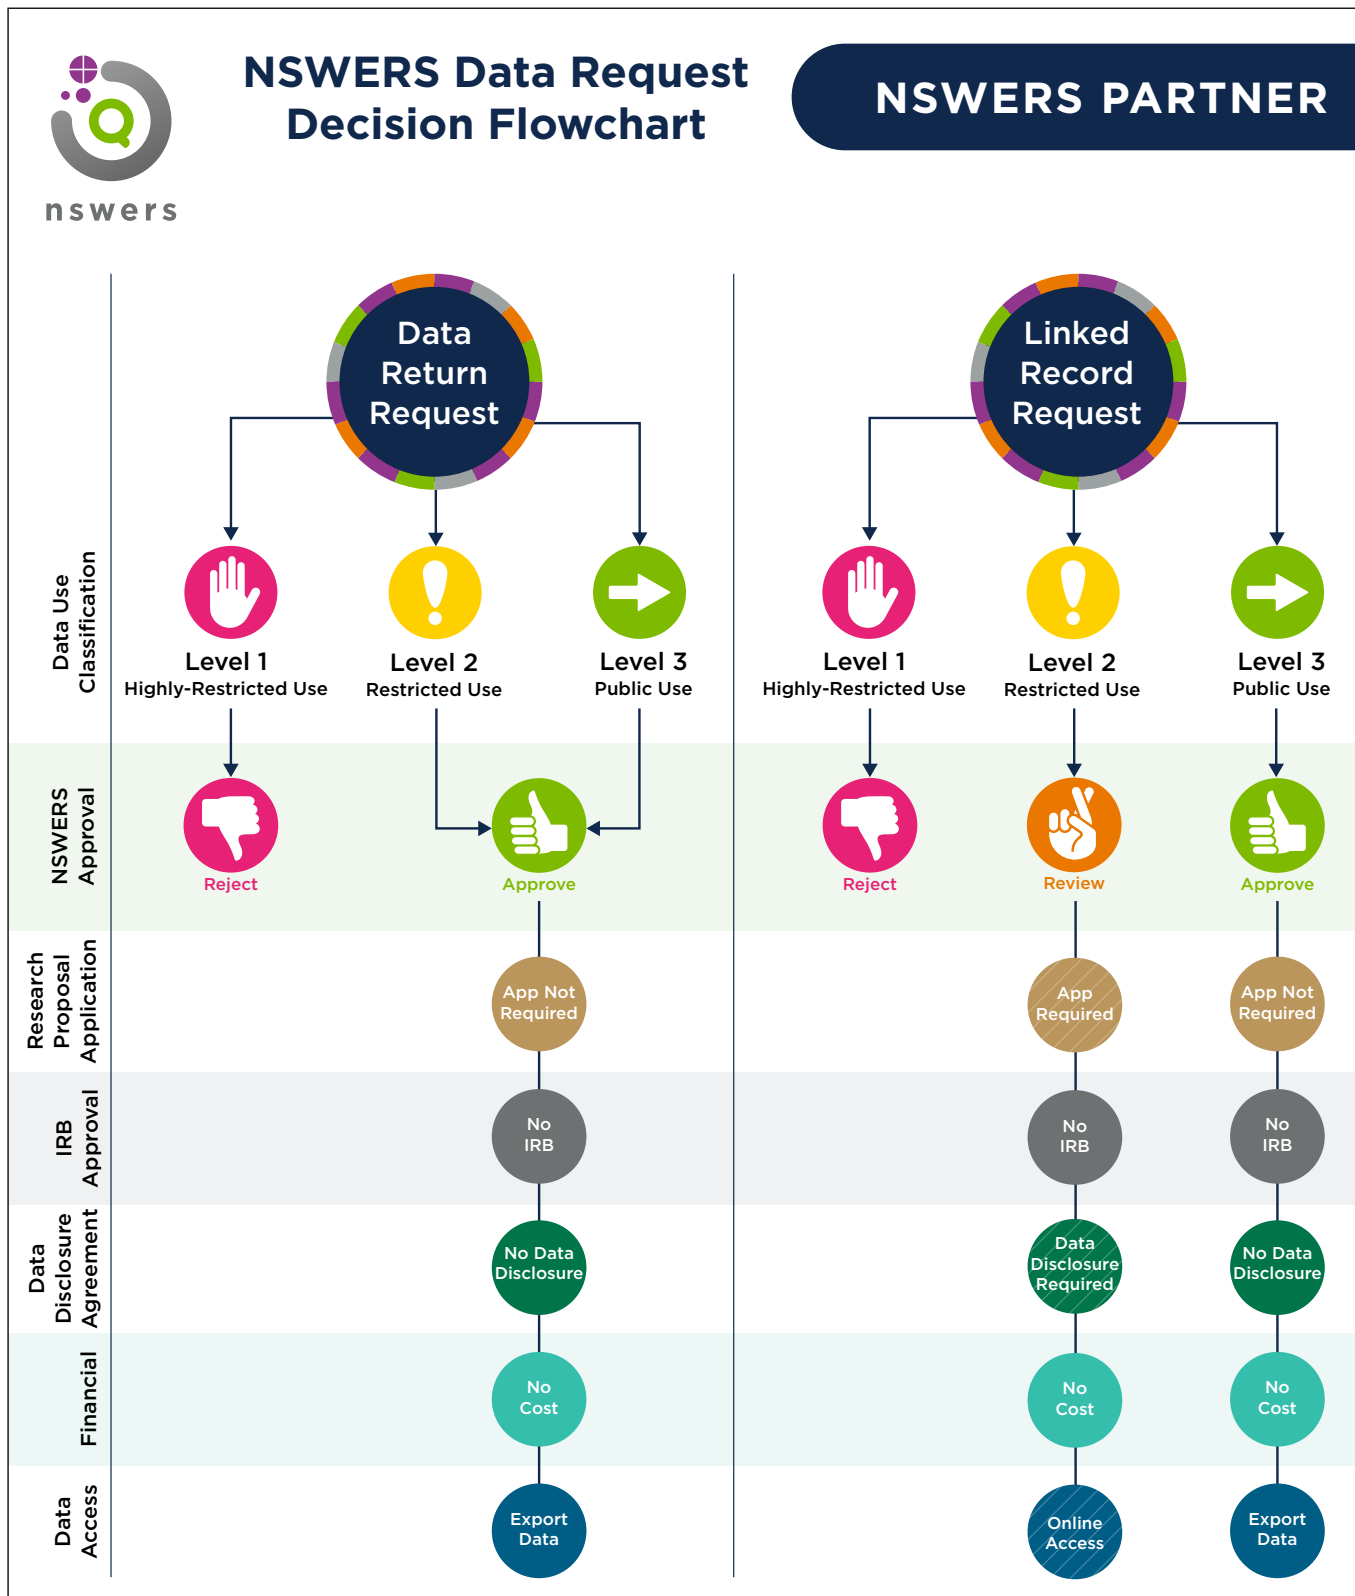 NSWERS Data Request
Decision Flowchart
NSWERS PARTNER
nswers
Data
Return
Request
Linked
Record
Request
Data Use
Classification
Level 1
Highly-Restricted Use
Level 2
Restricted Use
Level 3
Public Use
Level 1
Highly-Restricted Use
Level 2
Restricted Use
Level 3
Public Use
NSWERS
Approval
Reject
Approve
Reject
Review
Approve
Research
Proposal
Application
App Not
Required
App
Required
App Not
Required
IRB
Approval
No
IRB
No
IRB
No
IRB
Data
Disclosure
Agreement
No Data
Disclosure
Data
Disclosure
Required
No Data
Disclosure
Financial
No
Cost
No
Cost
No
Cost
Data
Access
Export
Data
Online
Access
Export
Data